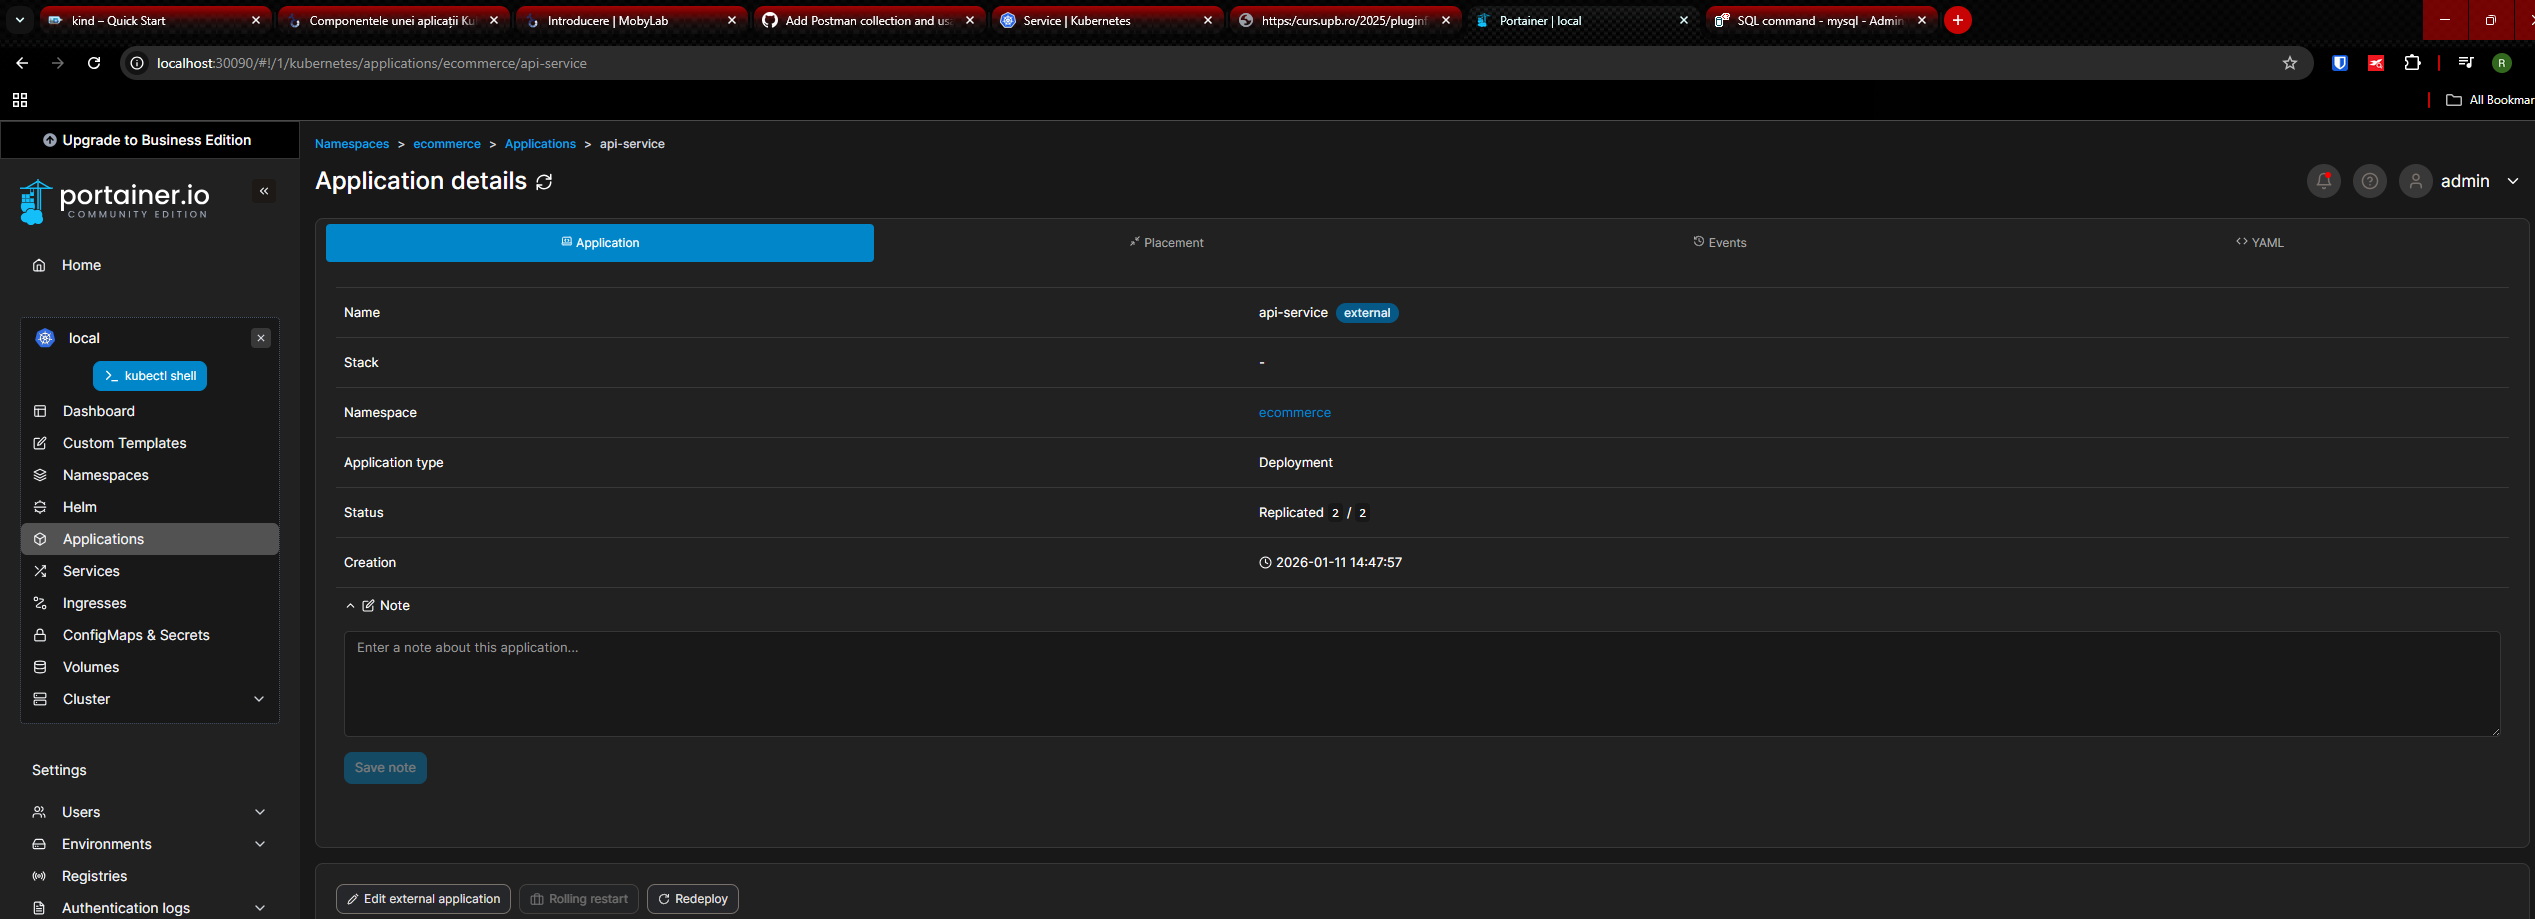 kind – Quick Start
Componentele unei aplicații Ku
Introducere | MobyLab
Add Postman collection and us
Service | Kubernetes
https:/curs.upb.ro/2025/plugin
Portainer | local
SQL command - mysql - Admin
localhost:30090/#!/1/kubernetes/applications/ecommerce/api-service
R
All Bookmar
Upgrade to Business Edition
portainer.io
COMMUNITY EDITION
Home
local
kubectl shell
Dashboard
Custom Templates
Namespaces
Helm
Applications
Services
Ingresses
ConfigMaps & Secrets
Volumes
Cluster
Settings
Users
Environments
Registries
Authentication logs
Namespaces > ecommerce > Applications > api-service
Application details
admin
Application
Placement
Events
YAML
Name
api-service external
Stack
-
Namespace
ecommerce
Application type
Deployment
Status
Replicated 2 / 2
Creation
2026-01-11 14:47:57
Note
Enter a note about this application...
Save note
Edit external application
Rolling restart
Redeploy